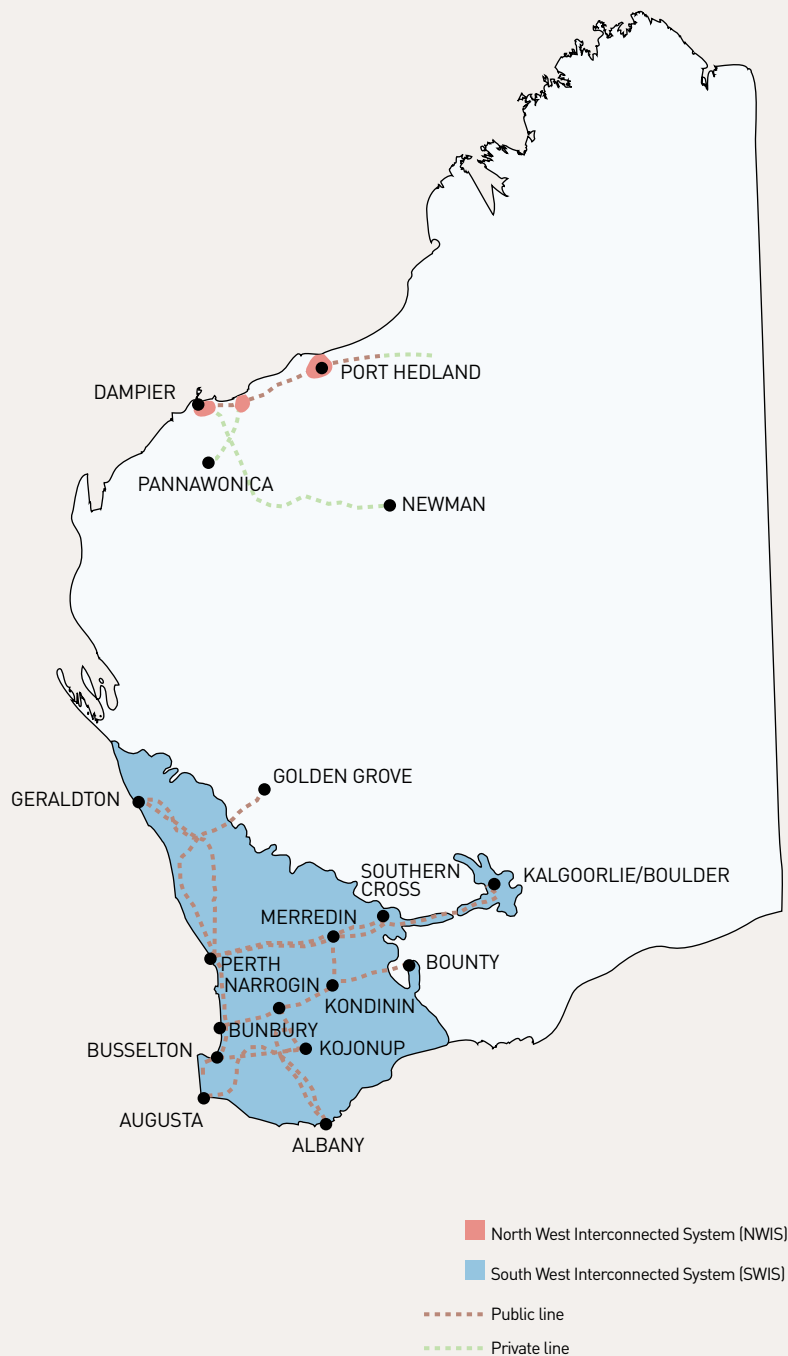 PORT HEDLAND
DAMPIER
PANNAWONICA
NEWMAN
GOLDEN GROVE
GERALDTON
SOUTHERN
CROSS
KALGOORLIE/BOULDER
MERREDIN
PERTH
BOUNTY
NARROGIN
KONDININ
BUNBURY
BUSSELTON
KOJONUP
AUGUSTA
ALBANY
North West Interconnected System (NWIS)
South West Interconnected System (SWIS)
Public line
Private line